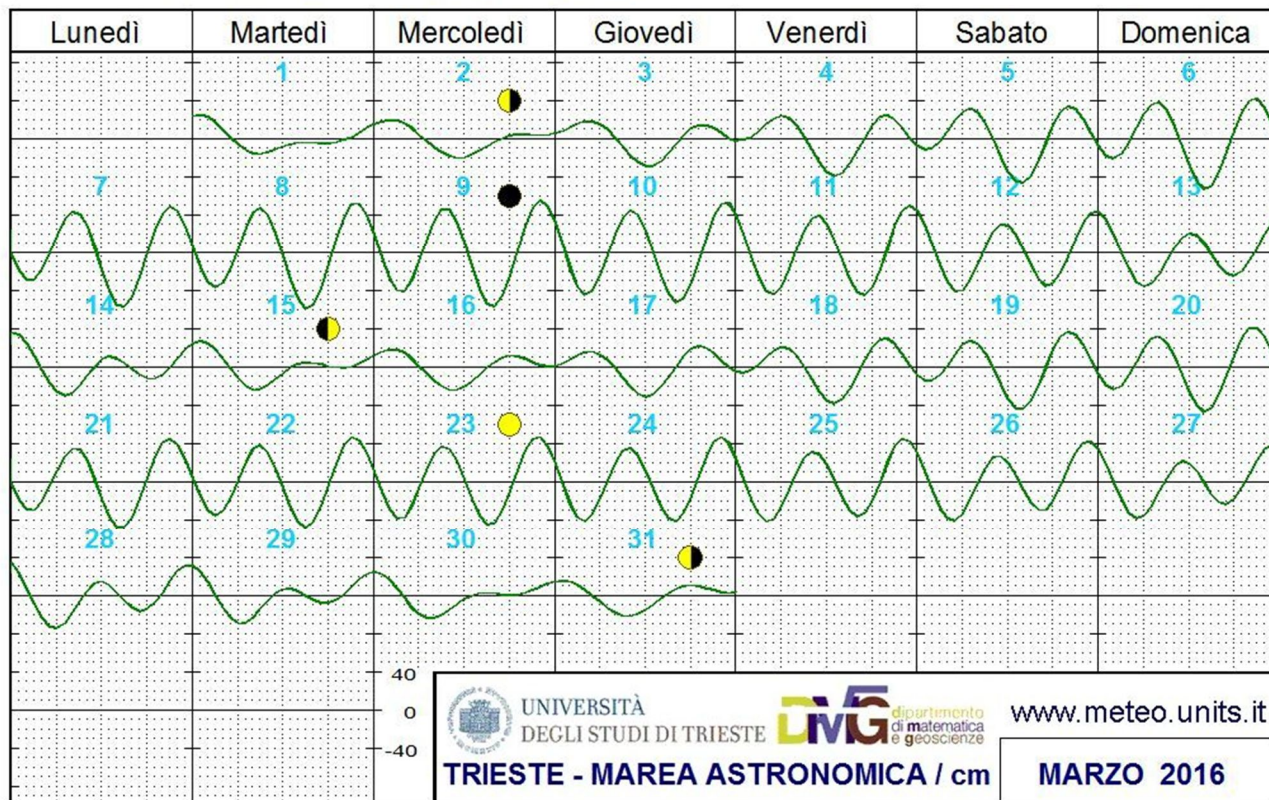 Lunedì Martedì Mercoledì Giovedì Venerdì Sabato Domenica
1 2 3 4 5 6
7 8 9 10 11 12 13
14 15 16 17 18 19 20
21 22 23 24 25 26 27
28 29 30 31
40
0
-40
UNIVERSITÀ
DEGLI STUDI DI TRIESTE
DMG
dipartimento
di matematica
e geoscienze
www.meteo.units.it
TRIESTE - MAREA ASTRONOMICA / cm
MARZO 2016